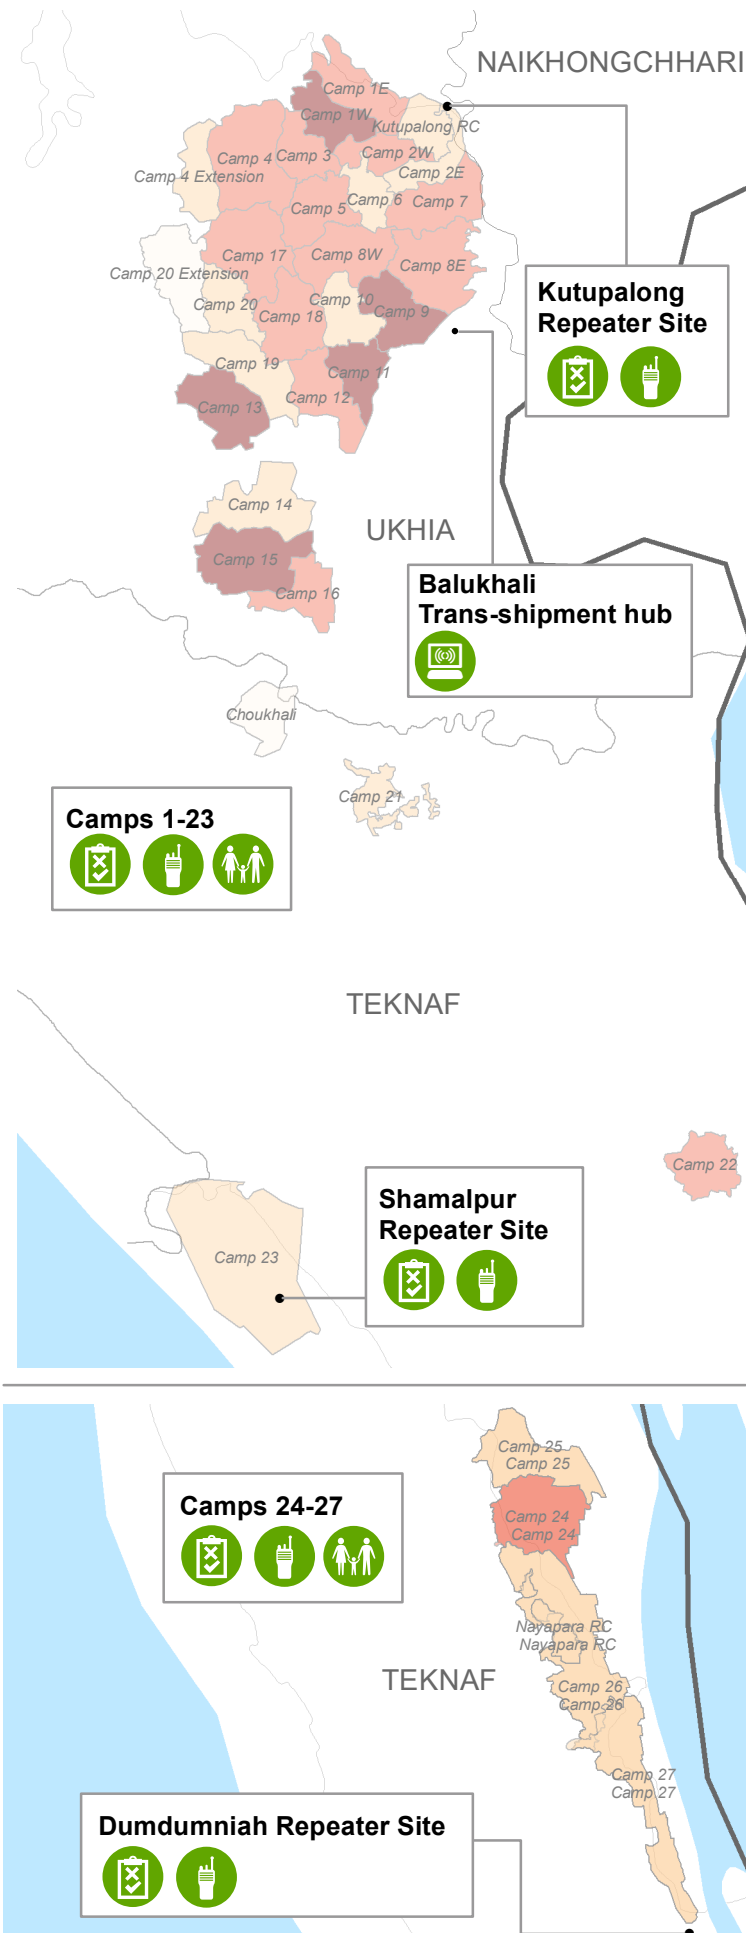 NAIKHONGCHHARI
Camp 1E
Camp 1W
Kutupalong RC
Camp 4
Camp 3
Camp 2W
Camp 4 Extension
Camp 2E
Camp 5
Camp 6
Camp 7
Camp 17
Camp 8W
Camp 8E
Camp 20 Extension
Camp 20
Camp 18
Camp 10
Camp 9
Kutupalong
Repeater Site
Camp 19
Camp 11
Camp 12
Camp 13
Camp 14
UKHIA
Camp 15
Camp 16
Balukhali
Trans-shipment hub
Choukhali
Camp 21
Camps 1-23
TEKNAF
Camp 22
Shamalpur
Repeater Site
Camp 23
Camp 25
Camp 25
Camps 24-27
Camp 24
Camp 24
Nayapara RC
Nayapara RC
TEKNAF
Camp 26
Camp 26
Camp 27
Camp 27
Dumdumniah Repeater Site